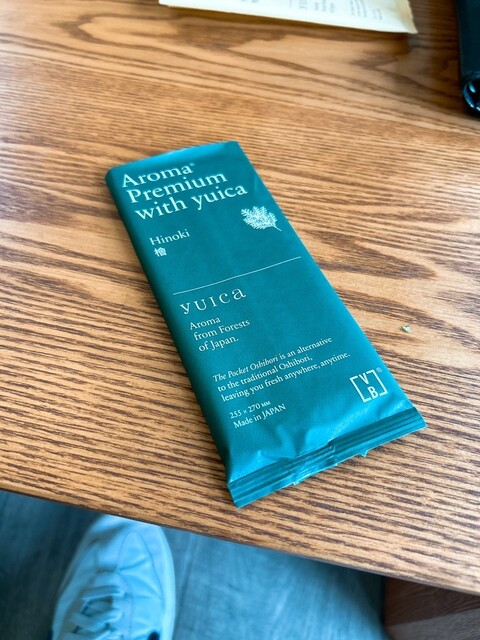 Aroma®
Premium
with yuica
Hinoki
檜
yuica
Aroma
from Forests
of Japan.
The Pocket Oshibori is an alternative
to the traditional Oshibori,
leaving you fresh anywhere, anytime.
255 x 270 MM
Made in JAPAN
V
B
®